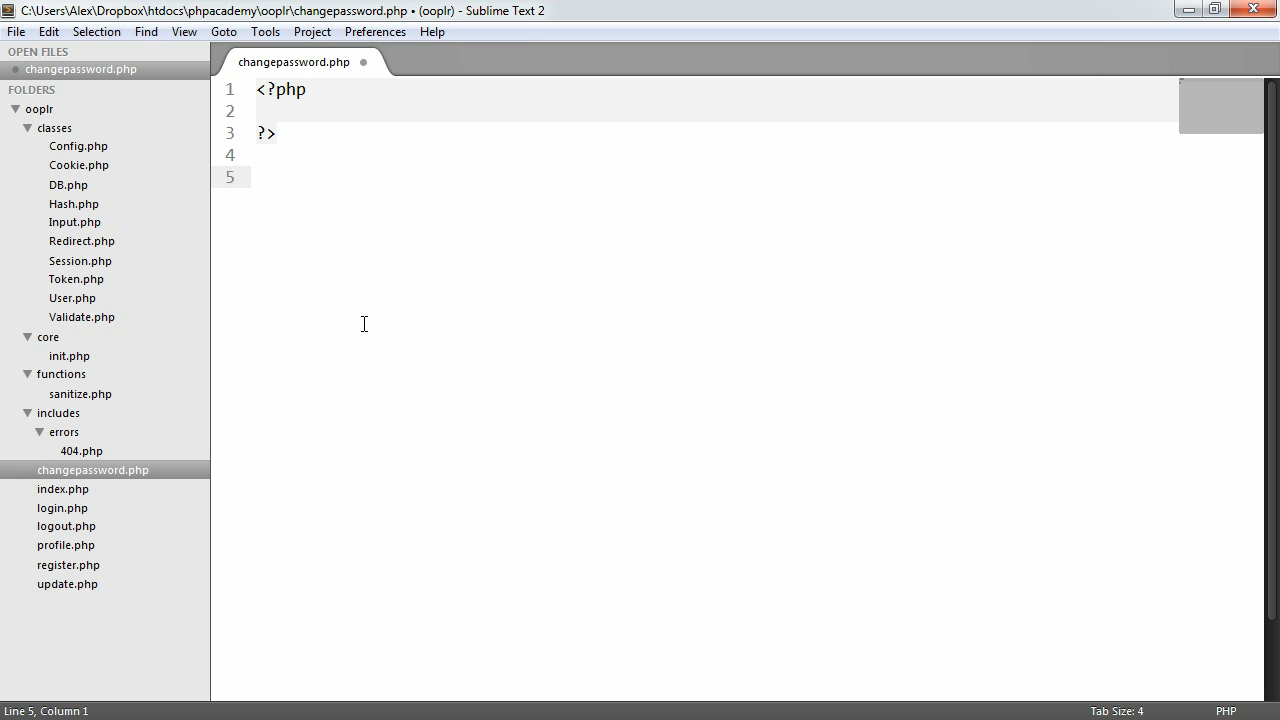 C:\Users\Alex\Dropbox\htdocs\phpacademy\ooplr\changepassword.php • (ooplr) - Sublime Text 2
File Edit Selection Find View Goto Tools Project Preferences Help
OPEN FILES
changepassword.php
FOLDERS
ooplr
classes
Config.php
Cookie.php
DB.php
Hash.php
Input.php
Redirect.php
Session.php
Token.php
User.php
Validate.php
core
init.php
functions
sanitize.php
includes
errors
404.php
changepassword.php
index.php
login.php
logout.php
profile.php
register.php
update.php
changepassword.php
1 <?php
2
3 ?>
4
5
Line 5, Column 1
Tab Size: 4
PHP